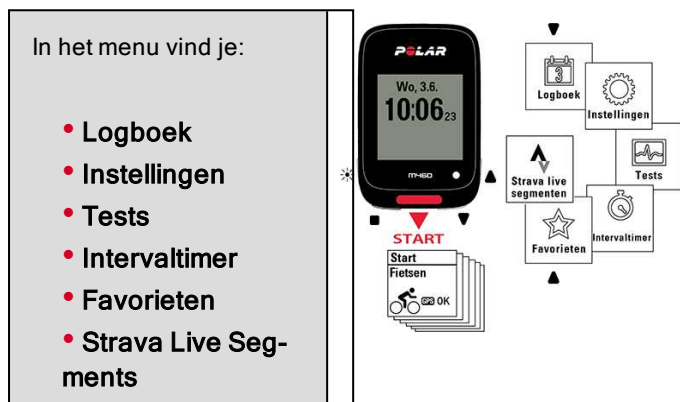 In het menu vind je:
• Logboek
• Instellingen
• Tests
• Intervaltimer
• Favorieten
• Strava Live Seg-
ments
POLAR
Wo, 3.6.
10:06 23
M460
START
Start
Fietsen
GPS OK
3
Logboek
Instellingen
Tests
Strava live
segmenten
Intervaltimer
Favorieten